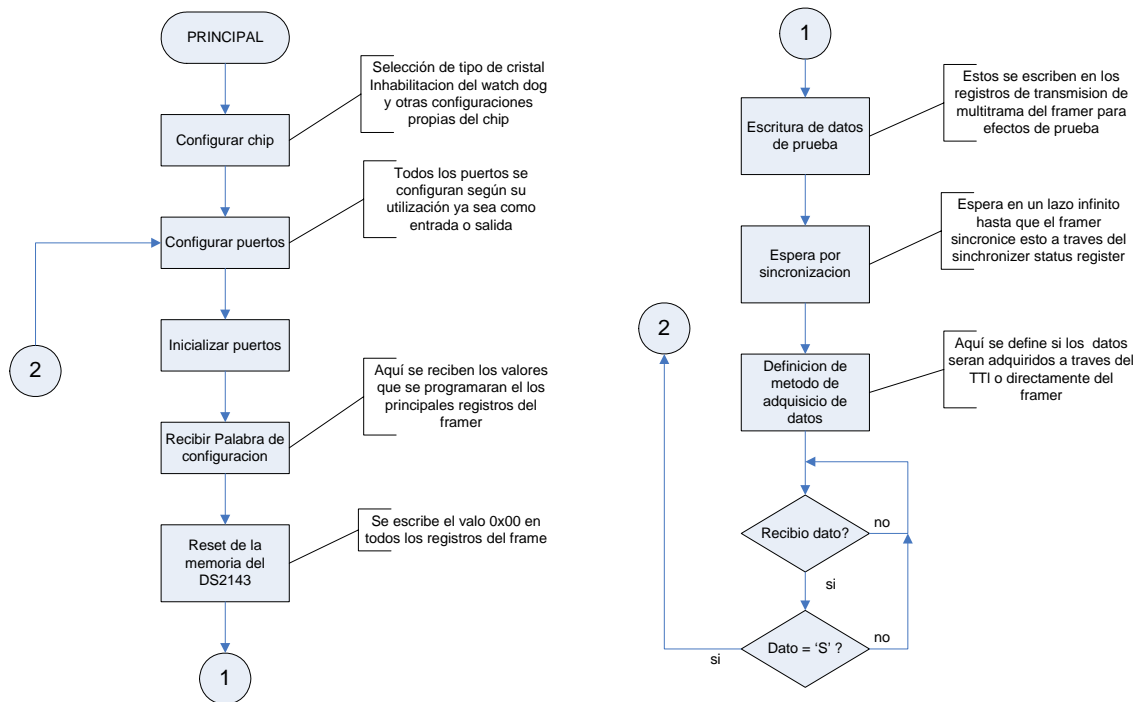 PRINCIPAL
Selección de tipo de cristal
Inhabilitacion del watch dog
y otras configuraciones
propias del chip
Configurar chip
Todos los puertos se
configuran según su
utilización ya sea como
entrada o salida
Configurar puertos
Inicializar puertos
2
Aquí se reciben los valores
que se programaran el los
principales registros del
framer
Recibir Palabra de
configuracion
Se escribe el valo 0x00 en
todos los registros del frame
Reset de la
memoria del
DS2143
1
1
Estos se escriben en los
registros de transmision de
multitrama del framer para
efectos de prueba
Escritura de datos
de prueba
Espera en un lazo infinito
hasta que el framer
sincronice esto a traves del
sinchronizer status register
Espera por
sincronizacion
2
Aquí se define si los datos
seran adquiridos a traves del
TTI o directamente del
framer
Definicion de
metodo de
adquisicio de
datos
Recibio dato?
no
si
Dato = ‘S’ ?
no
si